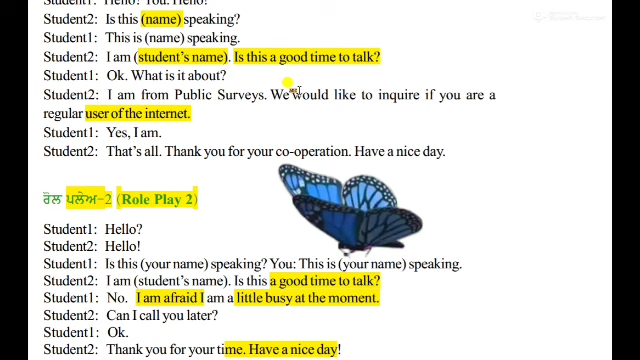 Student1: Hello! You: Hello!
Student2: Is this (name) speaking?
Student1: This is (name) speaking.
Student2: I am (student’s name). Is this a good time to talk?
Student1: Ok. What is it about?
Student2: I am from Public Surveys. We would like to inquire if you are a
regular user of the internet.
Student1: Yes, I am.
Student2: That’s all. Thank you for your co-operation. Have a nice day.
ਰੋਲ ਪਲੇਅ-2 (Role Play 2)
Student1: Hello?
Student2: Hello!
Student1: Is this (your name) speaking? You: This is (your name) speaking.
Student2: I am (student’s name). Is this a good time to talk?
Student1: No. I am afraid I am a little busy at the moment.
Student2: Can I call you later?
Student1: Ok.
Student2: Thank you for your time. Have a nice day!